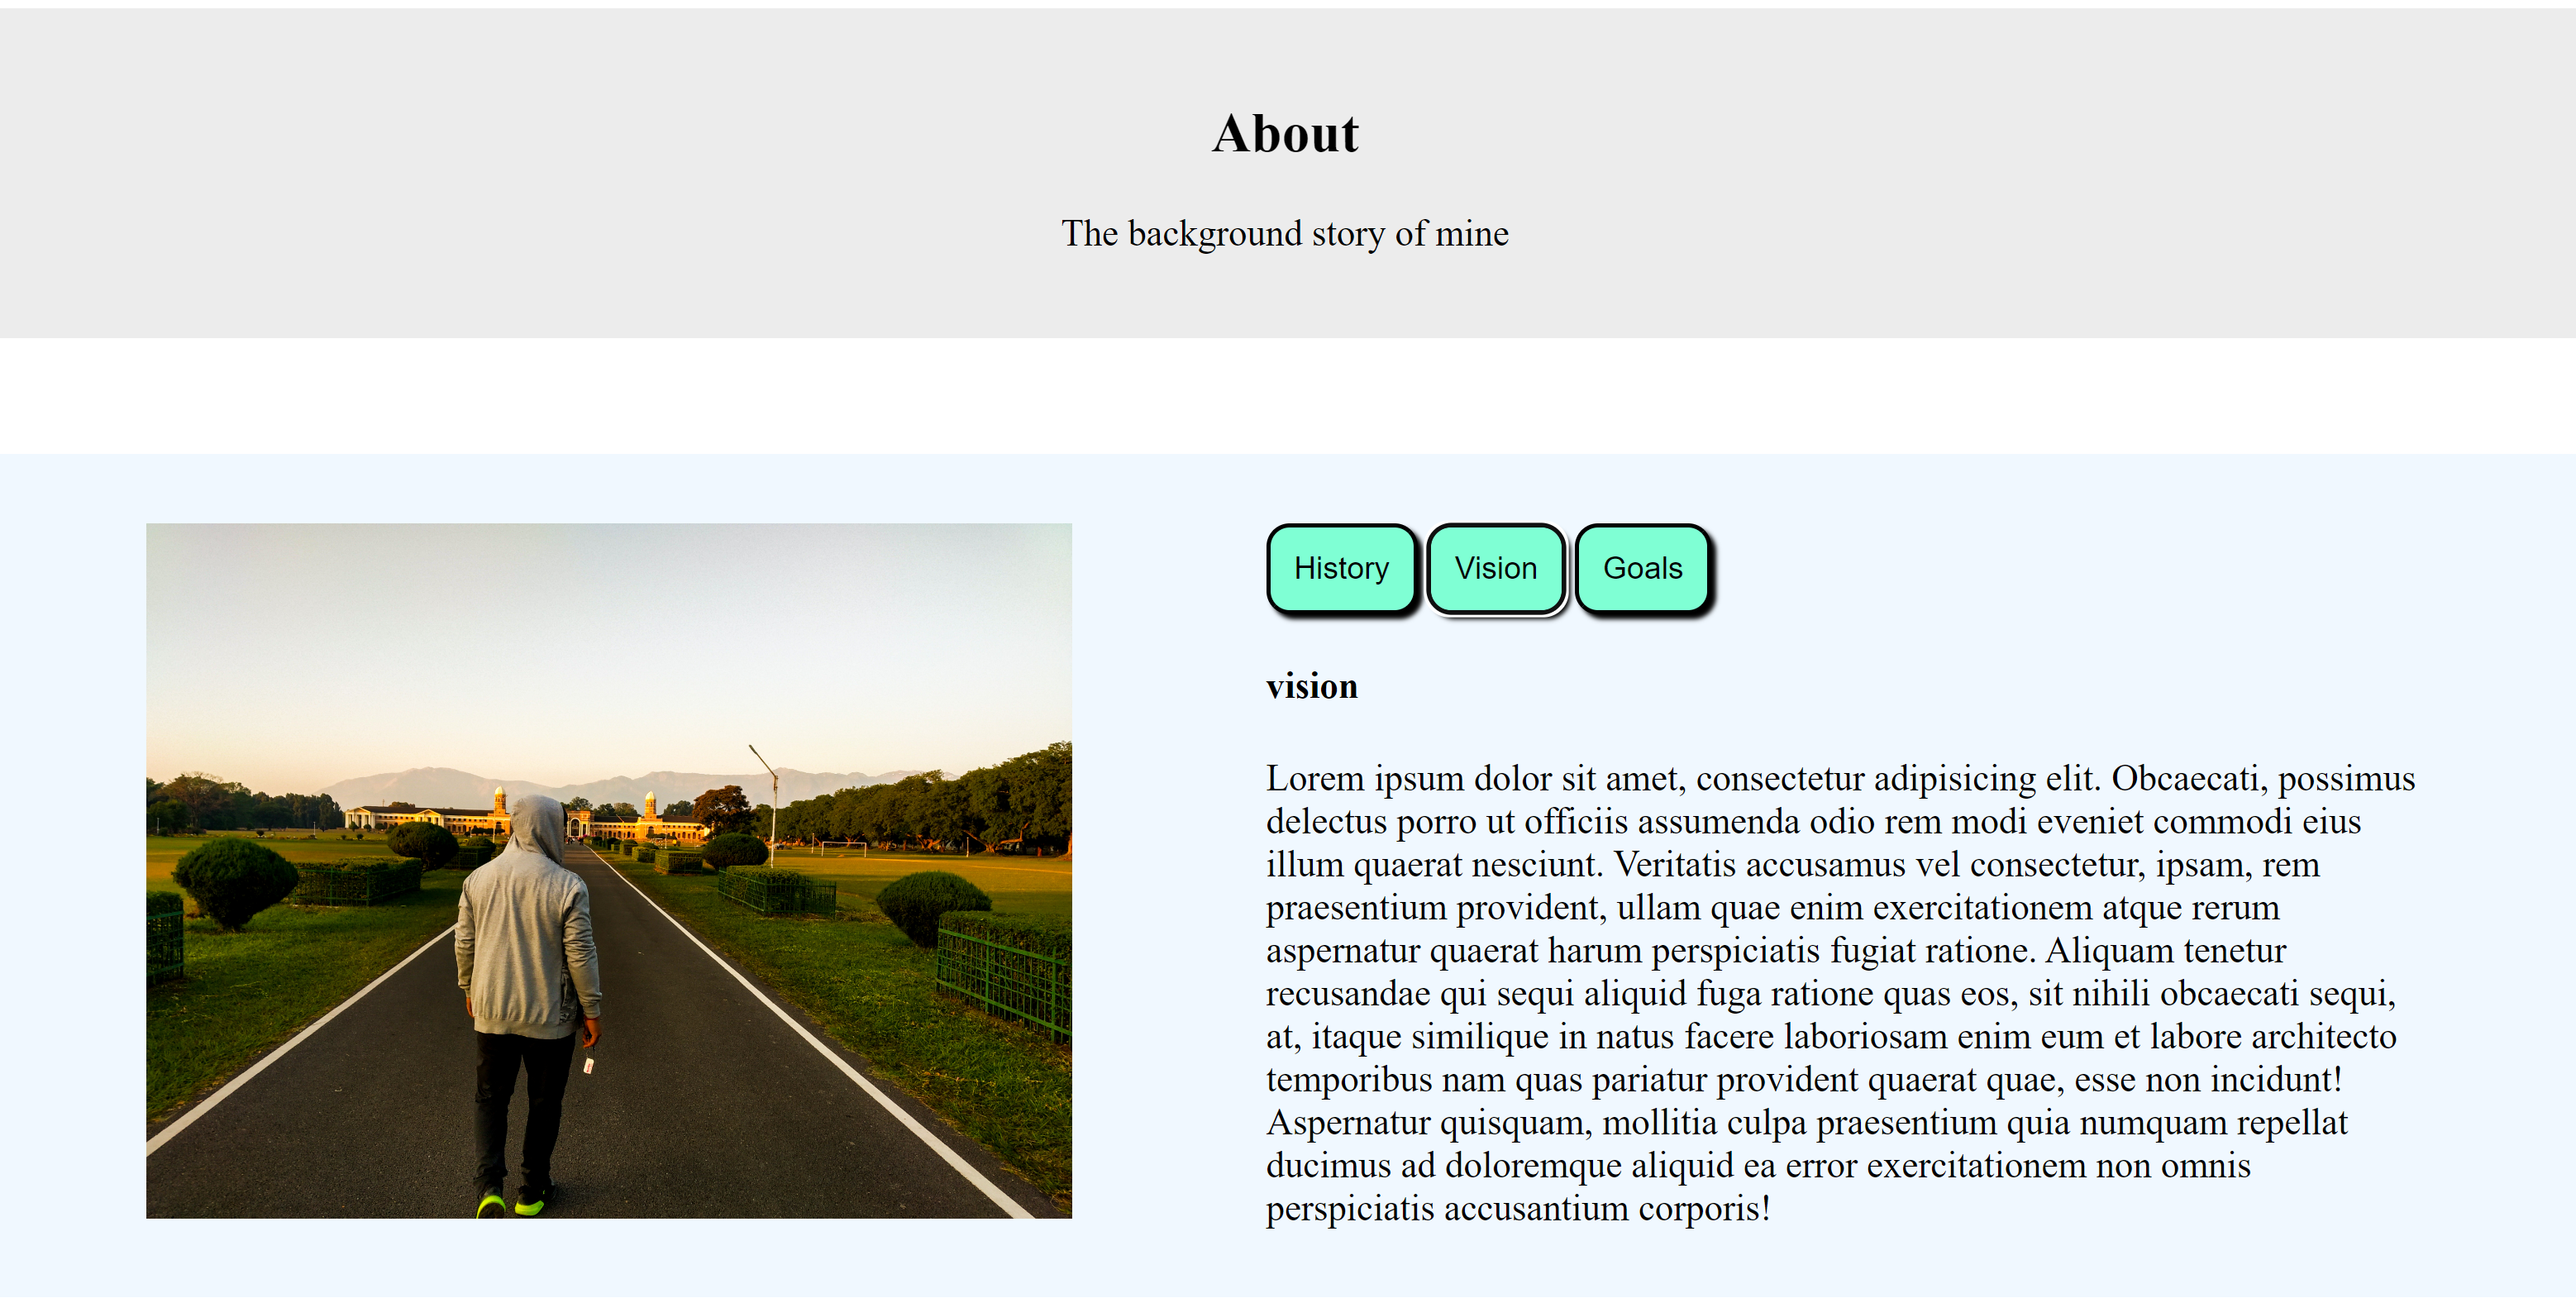 About
The background story of mine
History
Vision
Goals
vision
Lorem ipsum dolor sit amet, consectetur adipisicing elit. Obcaecati, possimus
delectus porro ut officiis assumenda odio rem modi eveniet commodi eius
illum quaerat nesciunt. Veritatis accusamus vel consectetur, ipsam, rem
praesentium provident, ullam quae enim exercitationem atque rerum
aspernatur quaerat harum perspiciatis fugiat ratione. Aliquam tenetur
recusandae qui sequi aliquid fuga ratione quas eos, sit nihili obcaecati sequi,
at, itaque similique in natus facere laboriosam enim eum et labore architecto
temporibus nam quas pariatur provident quaerat quae, esse non incidunt!
Aspernatur quisquam, mollitia culpa praesentium quia numquam repellat
ducimus ad doloremque aliquid ea error exercitationem non omnis
perspiciatis accusantium corporis!